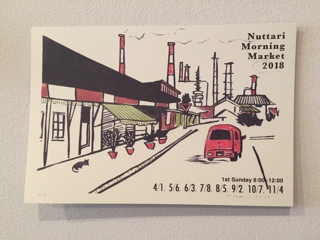 Nuttari
Morning
Market
2018
1st Sunday 8:00-12:00
4/1. 5/6. 6/3. 7/8. 8/5. 9/2. 10/7. 11/4